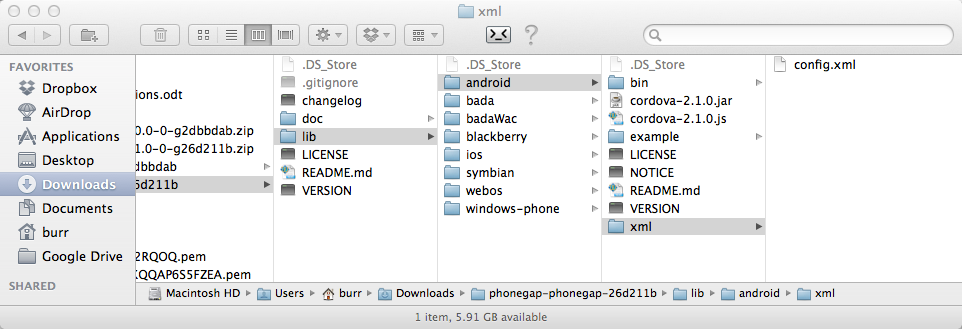 xml
FAVORITES
Dropbox
AirDrop
Applications
Desktop
Downloads
Documents
burr
Google Drive
SHARED
ions.odt
.0.0-0-g2dbbdab.zip
1.0-0-g26d211b.zip
dbbdab
6d211b
2RQOQ.pem
KQQAP6S5FZEA.pem
.DS_Store
.gitignore
changelog
doc
lib
LICENSE
README.md
VERSION
.DS_Store
android
bada
badaWac
blackberry
ios
symbian
webos
windows-phone
.DS_Store
bin
cordova-2.1.0.jar
cordova-2.1.0.js
example
LICENSE
NOTICE
README.md
VERSION
xml
config.xml
Macintosh HD ▸ Users ▸ burr ▸ Downloads ▸ phonegap-phonegap-26d211b ▸ lib ▸ android ▸ xml
1 item, 5.91 GB available